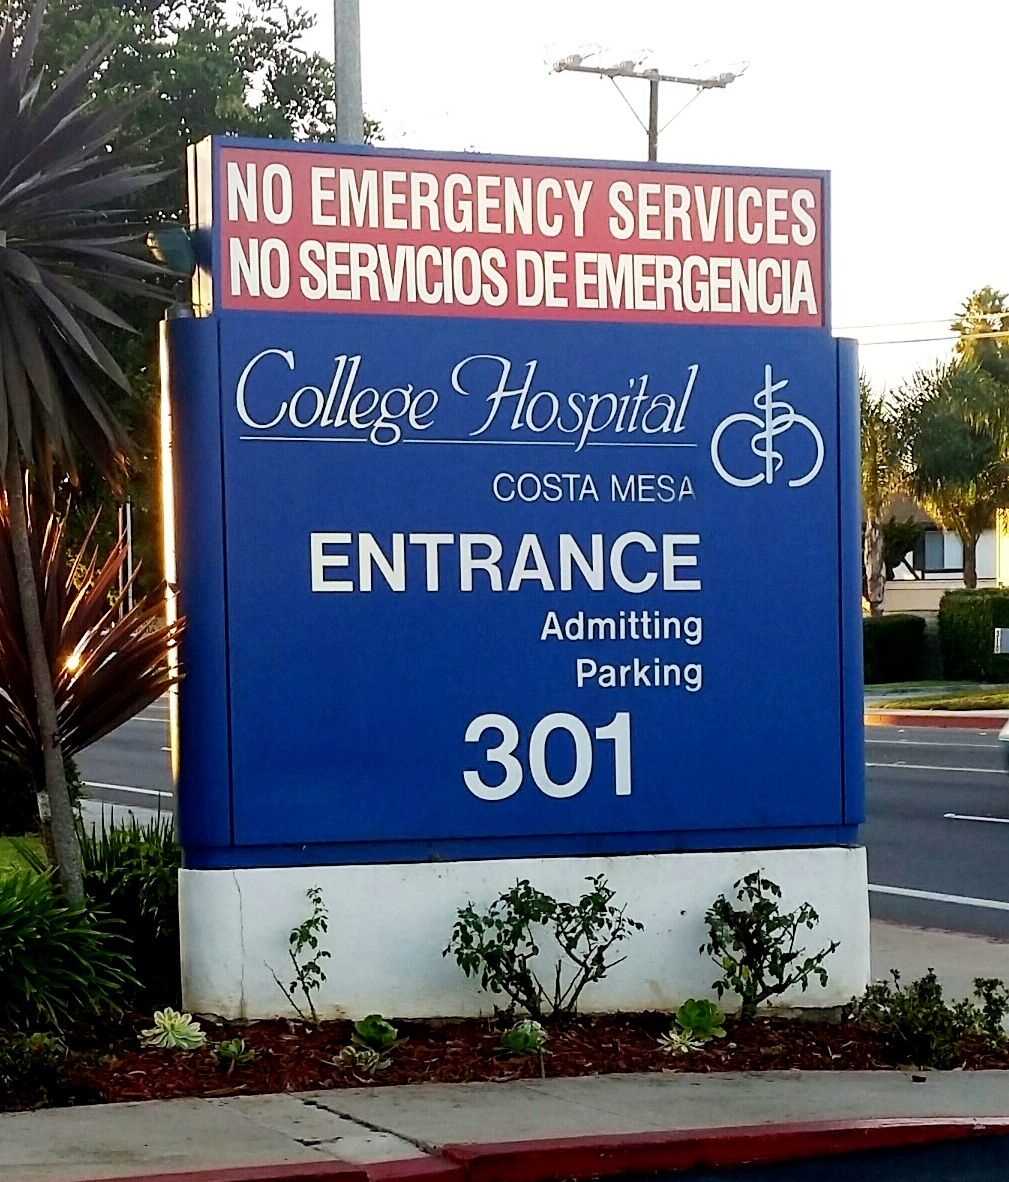 NO EMERGENCY SERVICES
NO SERVICIOS DE EMERGENCIA
College Hospital
COSTA MESA
ENTRANCE
Admitting
Parking
301